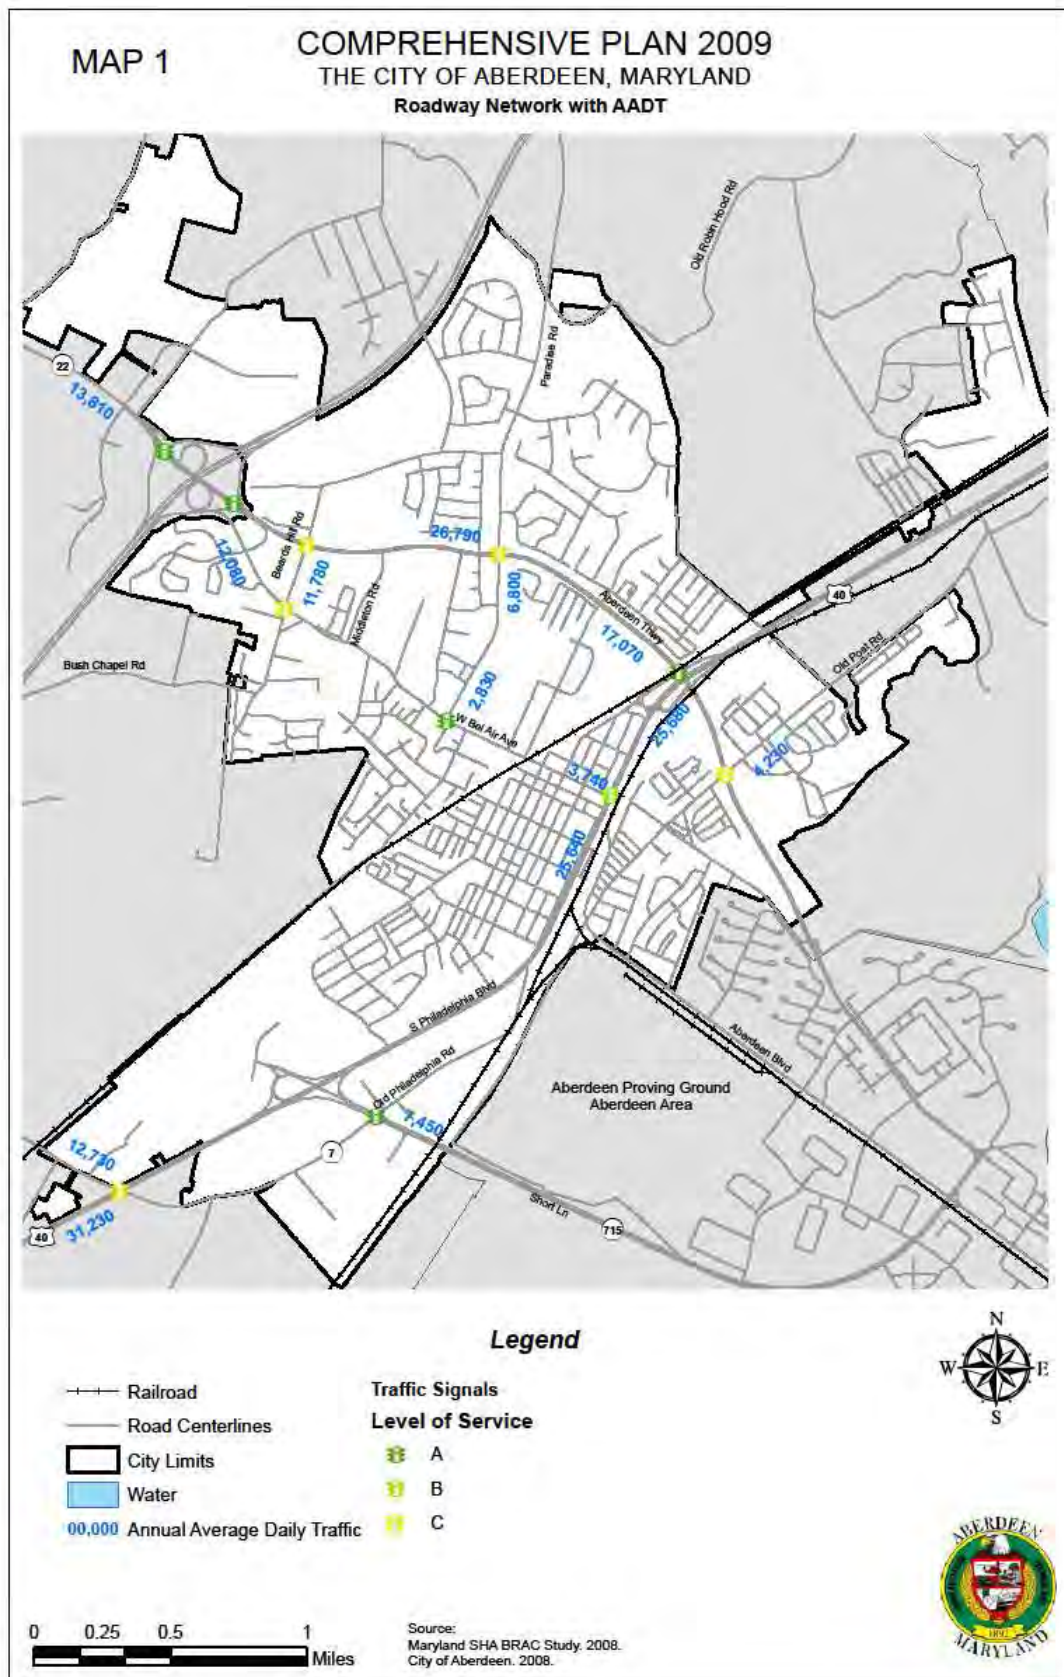 MAP 1
COMPREHENSIVE PLAN 2009
THE CITY OF ABERDEEN, MARYLAND
Roadway Network with AADT
Old Robin Hood Rd
Paradise Rd
22
13,810
Beards Hill Rd
26,790
12,080
11,780
6,800
Middleton Rd
Aberdeen Thwy
17,070
40
Old Post Rd
Bush Chapel Rd
2,830
W Bel Air Ave
25,680
4,230
3,740
25,640
S Philadelphia Blvd
Aberdeen Blvd
Old Philadelphia Rd
Aberdeen Proving Ground
Aberdeen Area
7,450
7
12,730
Short Ln
715
31,230
40
Legend
Railroad
Road Centerlines
City Limits
Water
00,000 Annual Average Daily Traffic
Traffic Signals
Level of Service
A
B
C
N
W E
S
ABERDEEN
1892
MARYLAND
0 0.25 0.5 1
Miles
Source:
Maryland SHA BRAC Study. 2008.
City of Aberdeen. 2008.